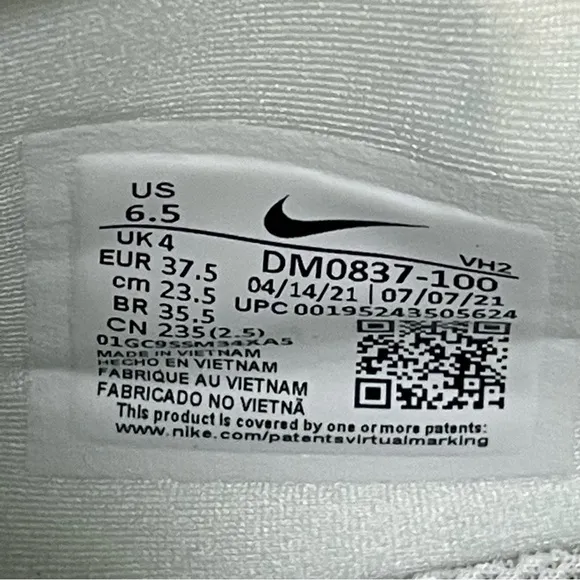 US
6.5
UK 4
EUR 37.5
cm 23.5
BR 35.5
CN 235(2.5)
VH2
DM0837-100
04/14/21 | 07/07/21
UPC 00195243505624
01GC9SSM34XA5
MADE IN VIETNAM
HECHO EN VIETNAM
FABRIQUE AU VIETNAM
FABRICADO NO VIETNÃ
This product is covered by one or more patents:
www.nike.com/patentsvirtualmarking